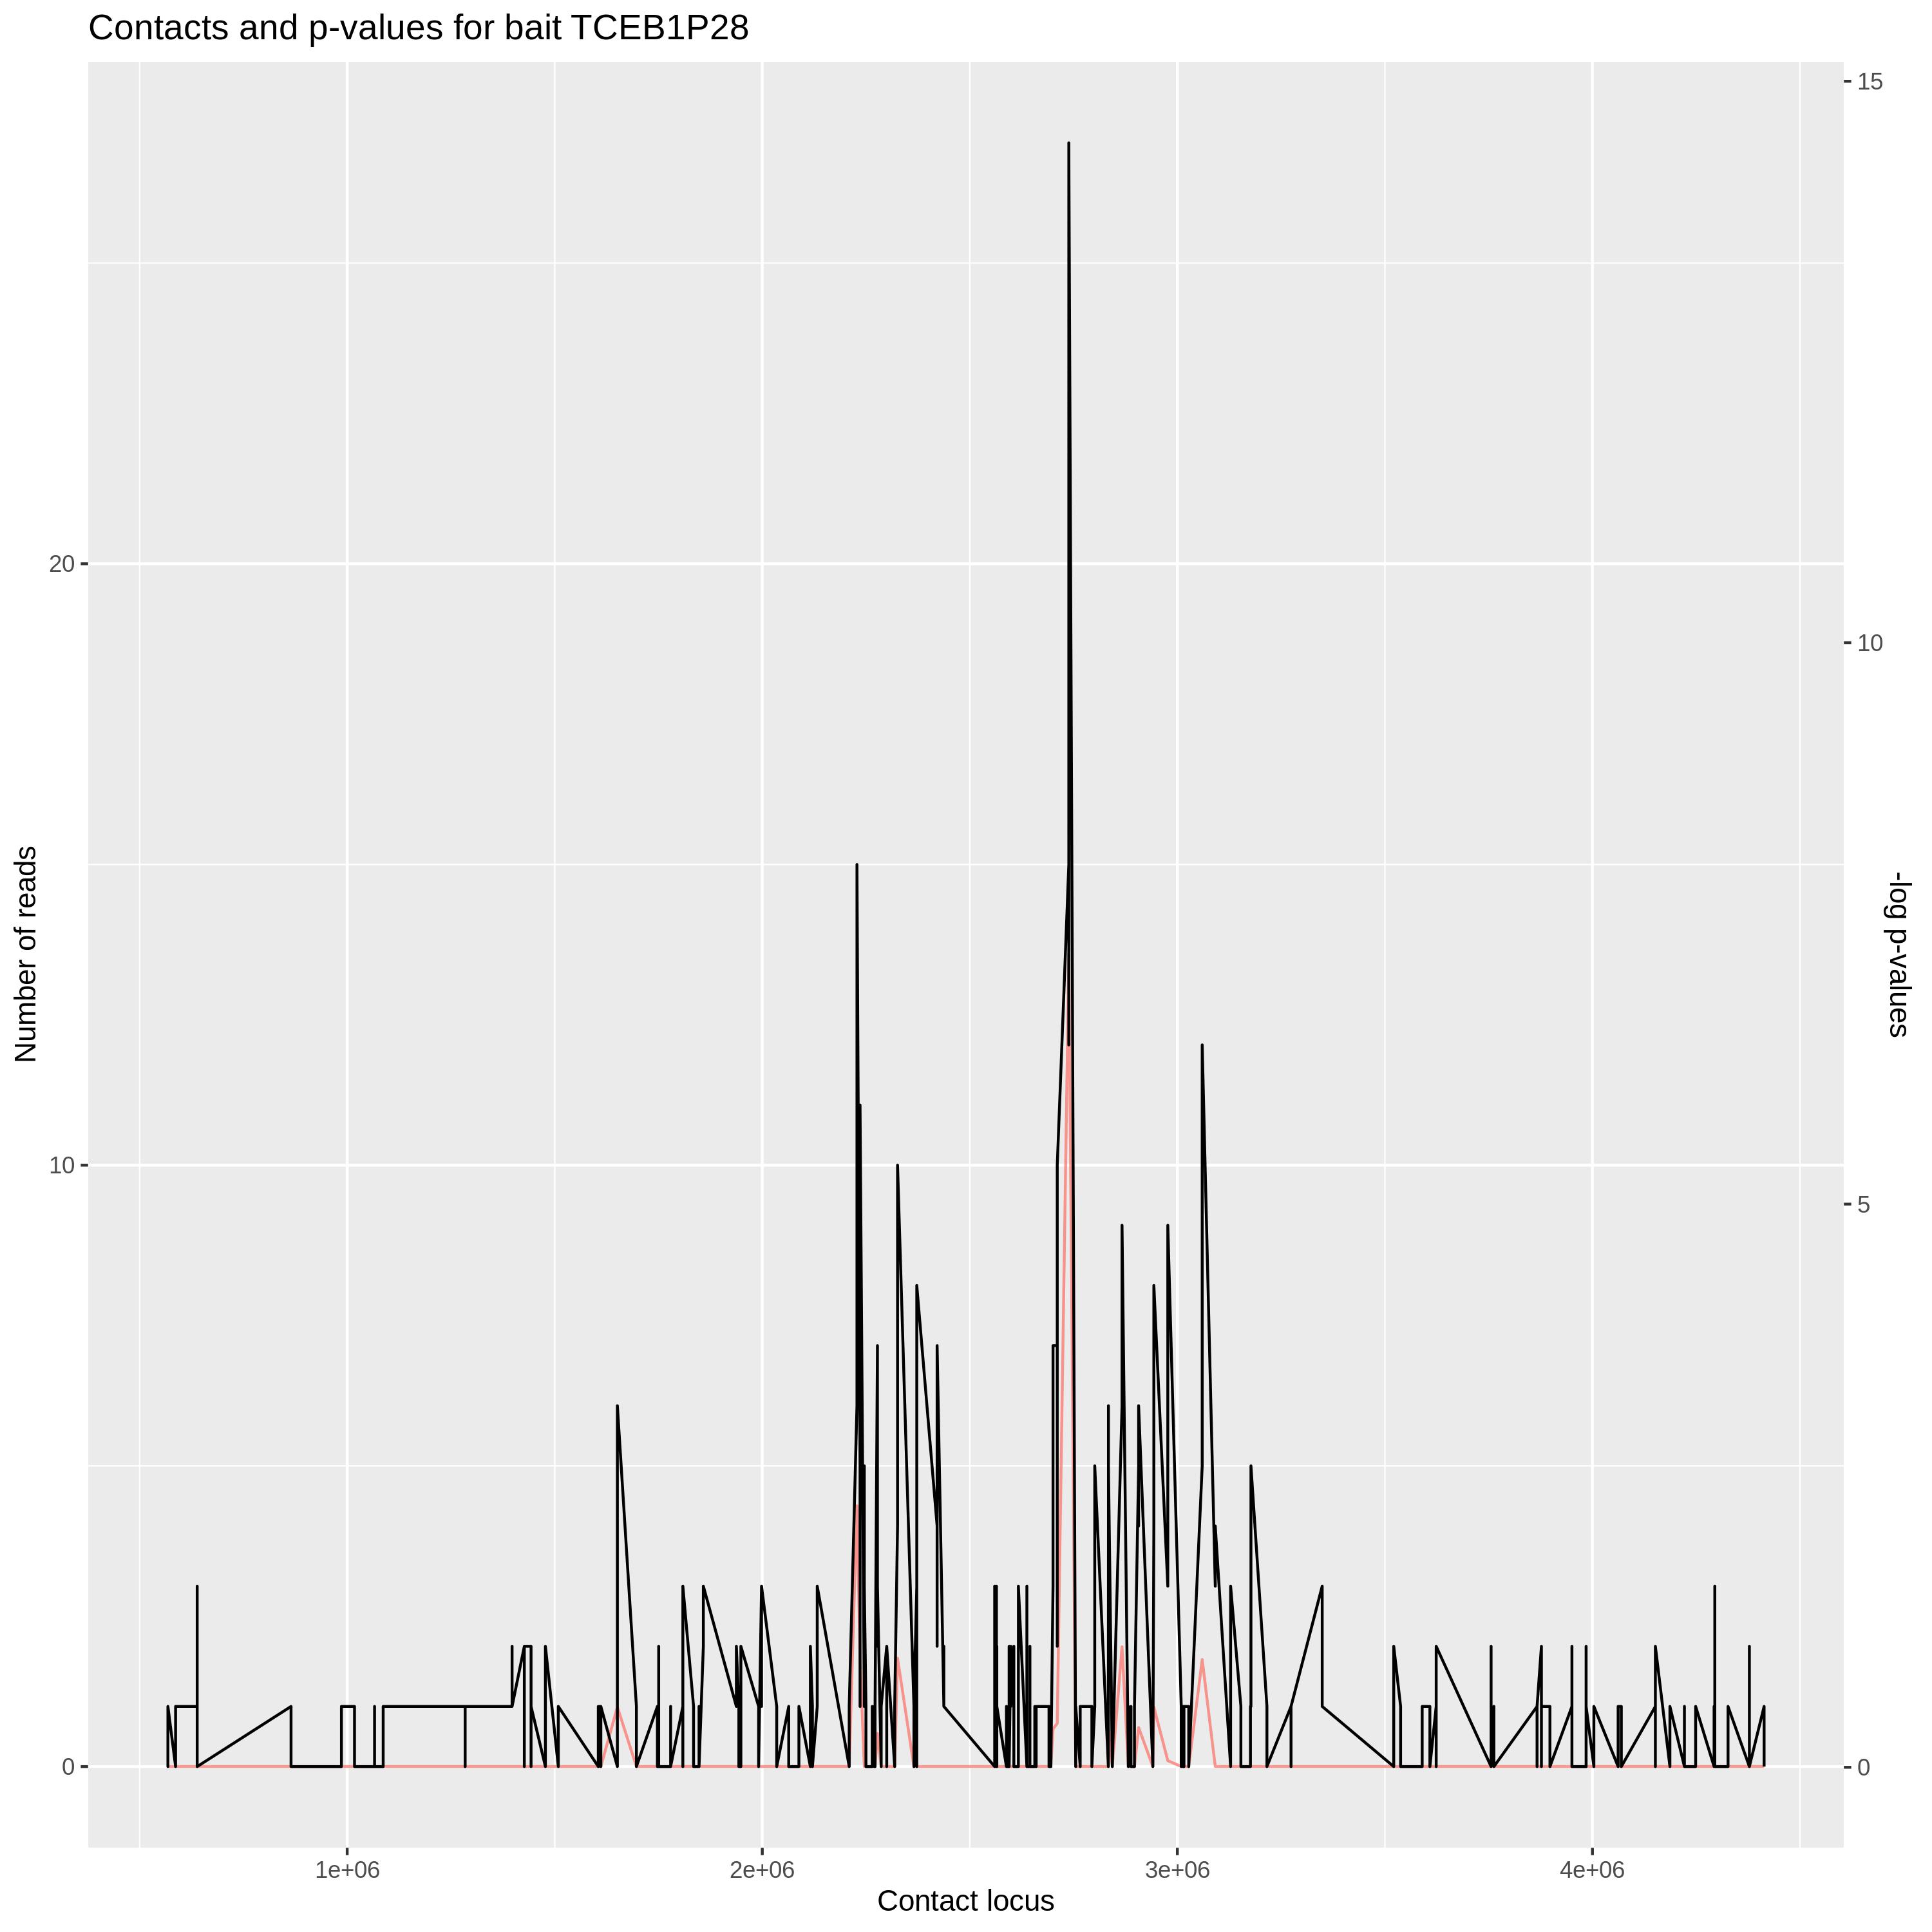 Contacts and p-values for bait TCEB1P28
15
20
10
Number of reads
-log p-values
10
5
0
0
1e+06
2e+06
3e+06
4e+06
Contact locus